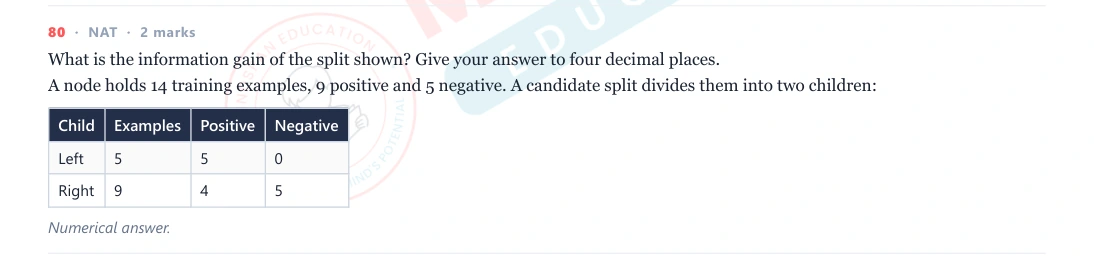 80 · NAT · 2 marks
What is the information gain of the split shown? Give your answer to four decimal places.
A node holds 14 training examples, 9 positive and 5 negative. A candidate split divides them into two children:
Child Examples Positive Negative
Left 5 5 0
Right 9 4 5
Numerical answer.
EDU